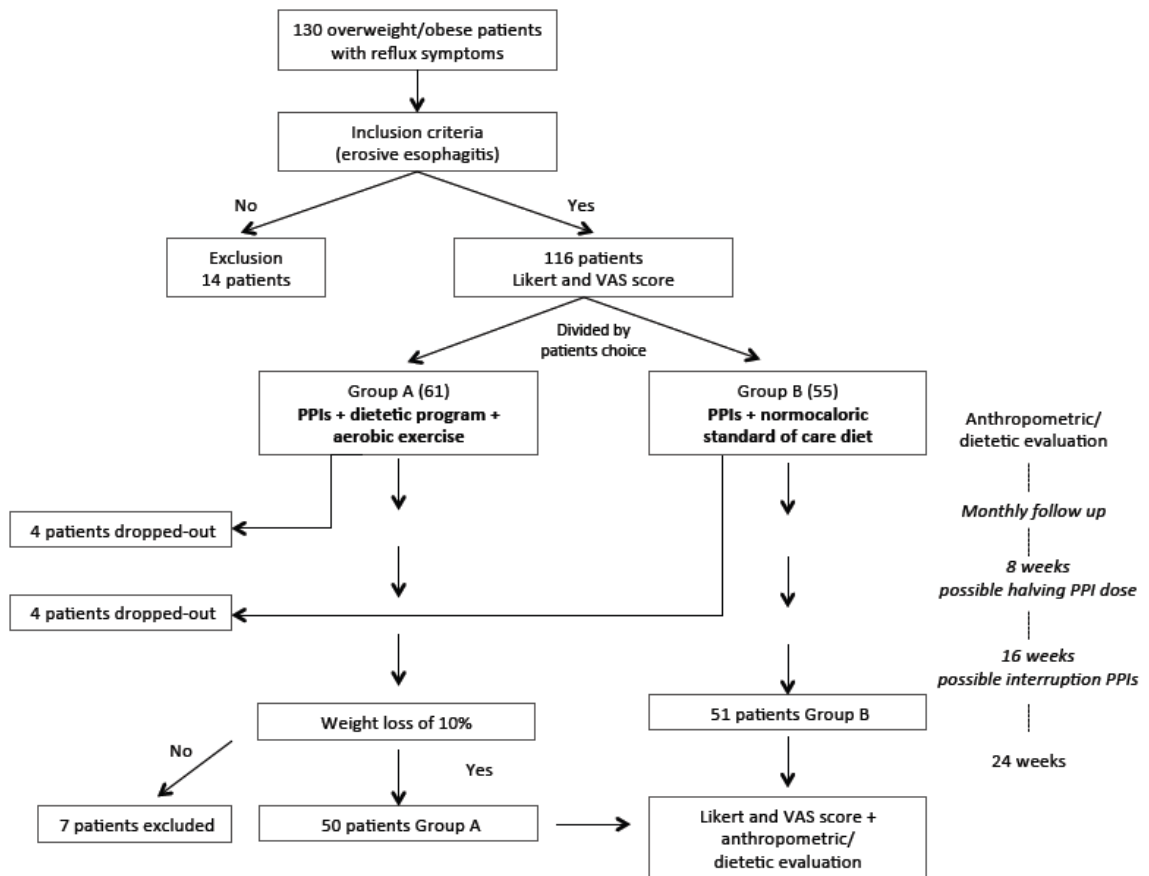 130 overweight/obese patients
with reflux symptoms
Inclusion criteria
(erosive esophagitis)
No
Yes
Exclusion
14 patients
116 patients
Likert and VAS score
Divided by
patients choice
Group A (61)
PPIs + dietetic program +
aerobic exercise
Group B (55)
PPIs + normocaloric
standard of care diet
Anthropometric/
dietetic evaluation
4 patients dropped-out
Monthly follow up
8 weeks
possible halving PPI dose
4 patients dropped-out
16 weeks
possible interruption PPIs
Weight loss of 10%
51 patients Group B
24 weeks
No
Yes
7 patients excluded
50 patients Group A
Likert and VAS score +
anthropometric/
dietetic evaluation